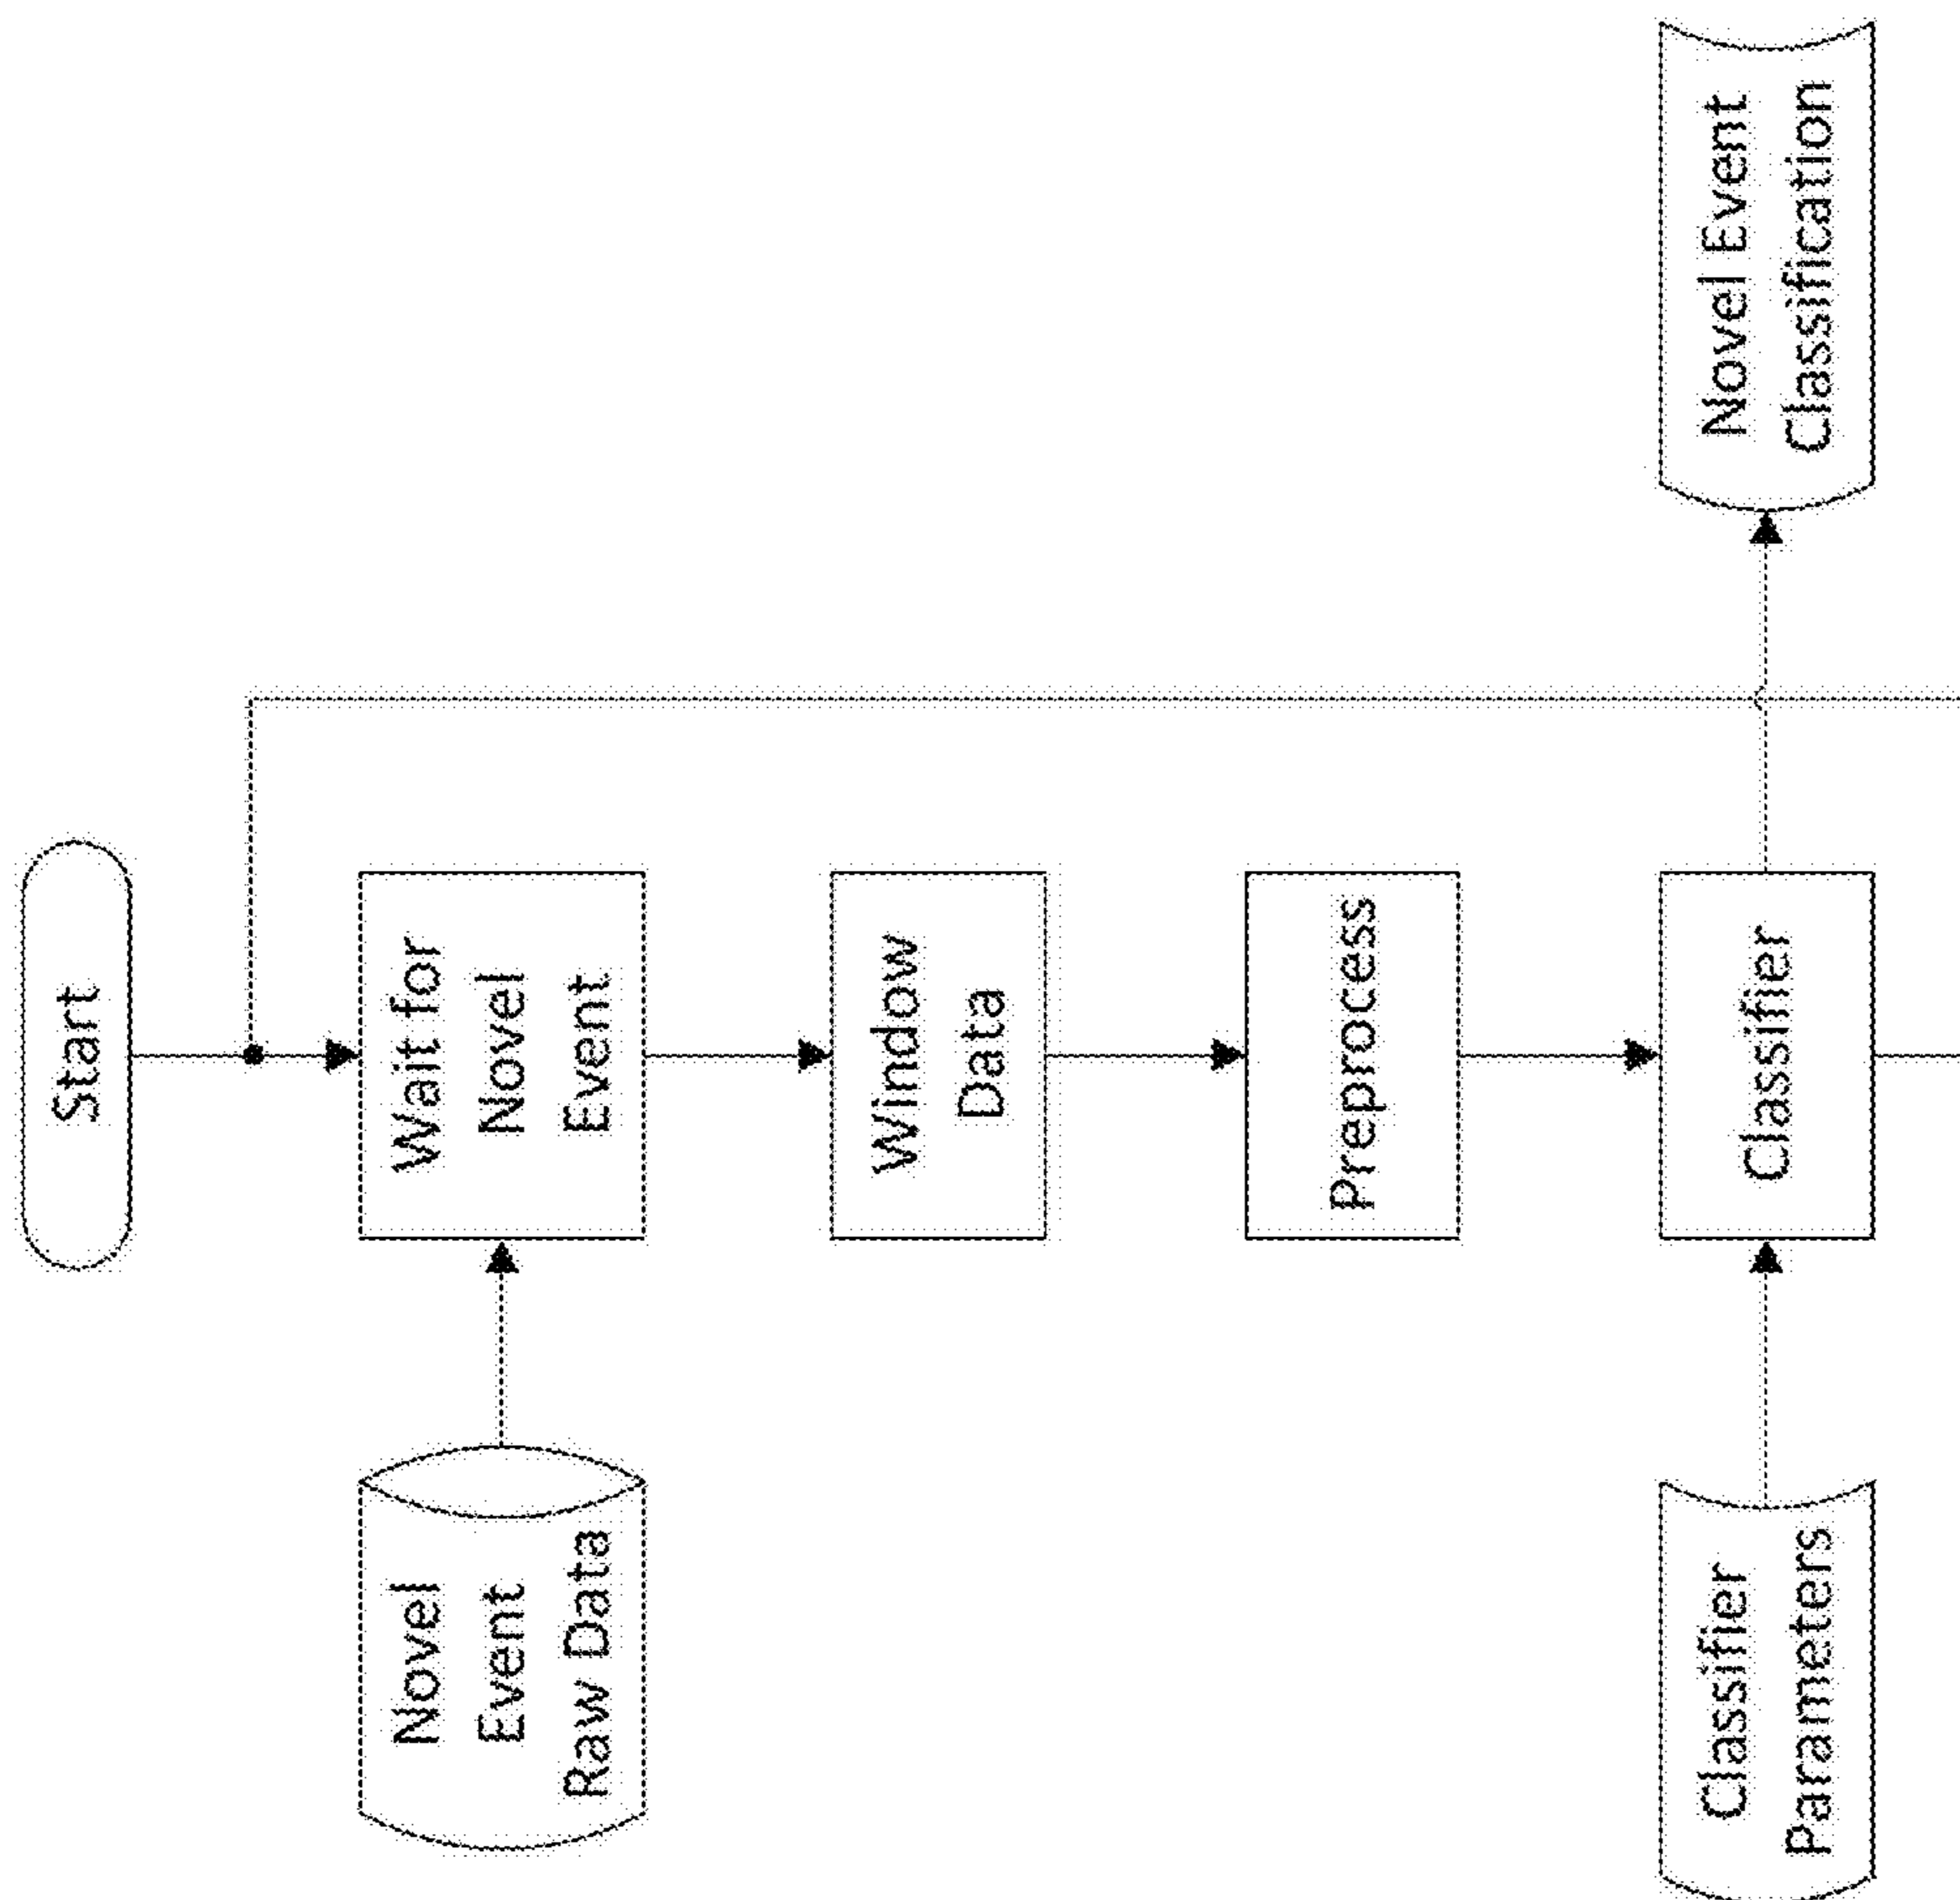 Start
Novel
Event
Raw Data
Wait for
Novel
Event
Window
Data
Preprocess
Classifier
Parameters
Classifier
Novel Event
Classification